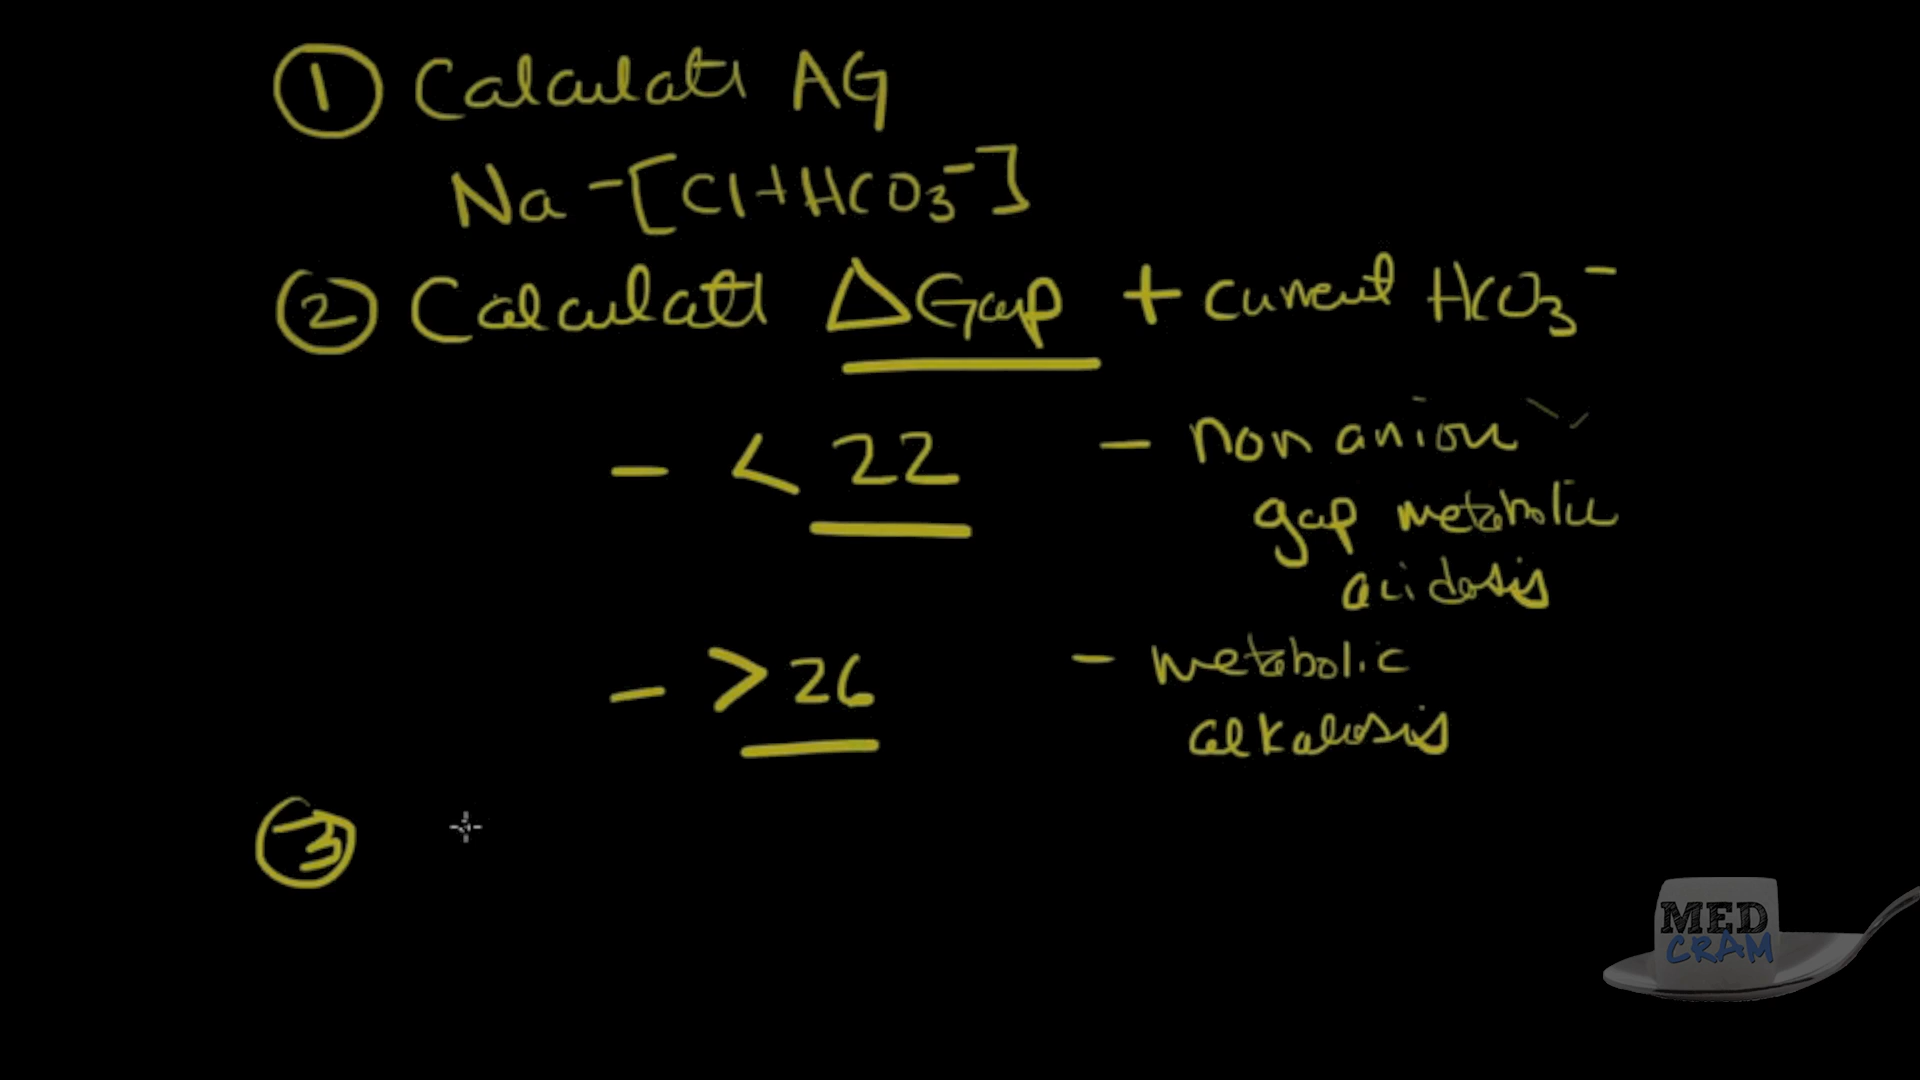 1 Calculate AG
Na - [Cl + HCO3-]
2 Calculate ΔGap + current HCO3-
- < 22 - non anion
gap metabolic
acidosis
- > 26 - metabolic
alkalosis
3
MED
CRAM